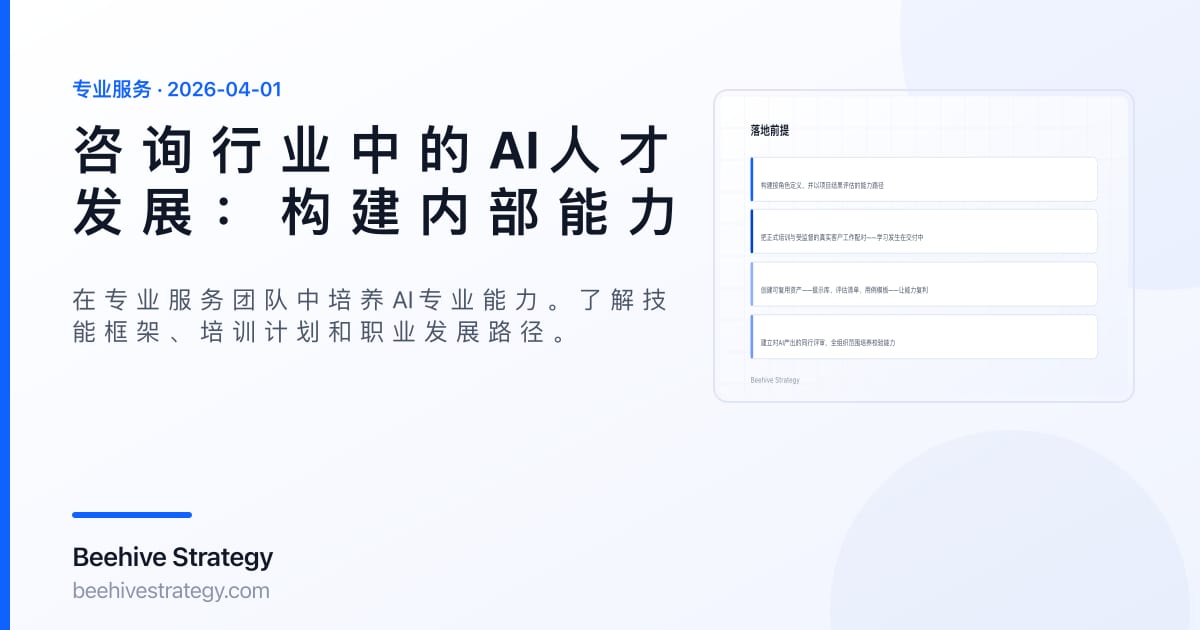 专业服务 · 2026-04-01
咨询行业中的AI人才
发展： 构建内部能力
在专业服务团队中培养AI专业能力。了解技
能框架、培训计划和职业发展路径。
落地前提
构建按角色定义、并以项目结果评估的能力路径
把正式培训与受监督的真实客户工作配对——学习发生在交付中
创建可复用资产——提示库、评估清单、用例模板——让能力复利
建立对AI产出的同行评审，全组织范围培养校验能力
Beehive Strategy
Beehive Strategy
beehivestrategy.com